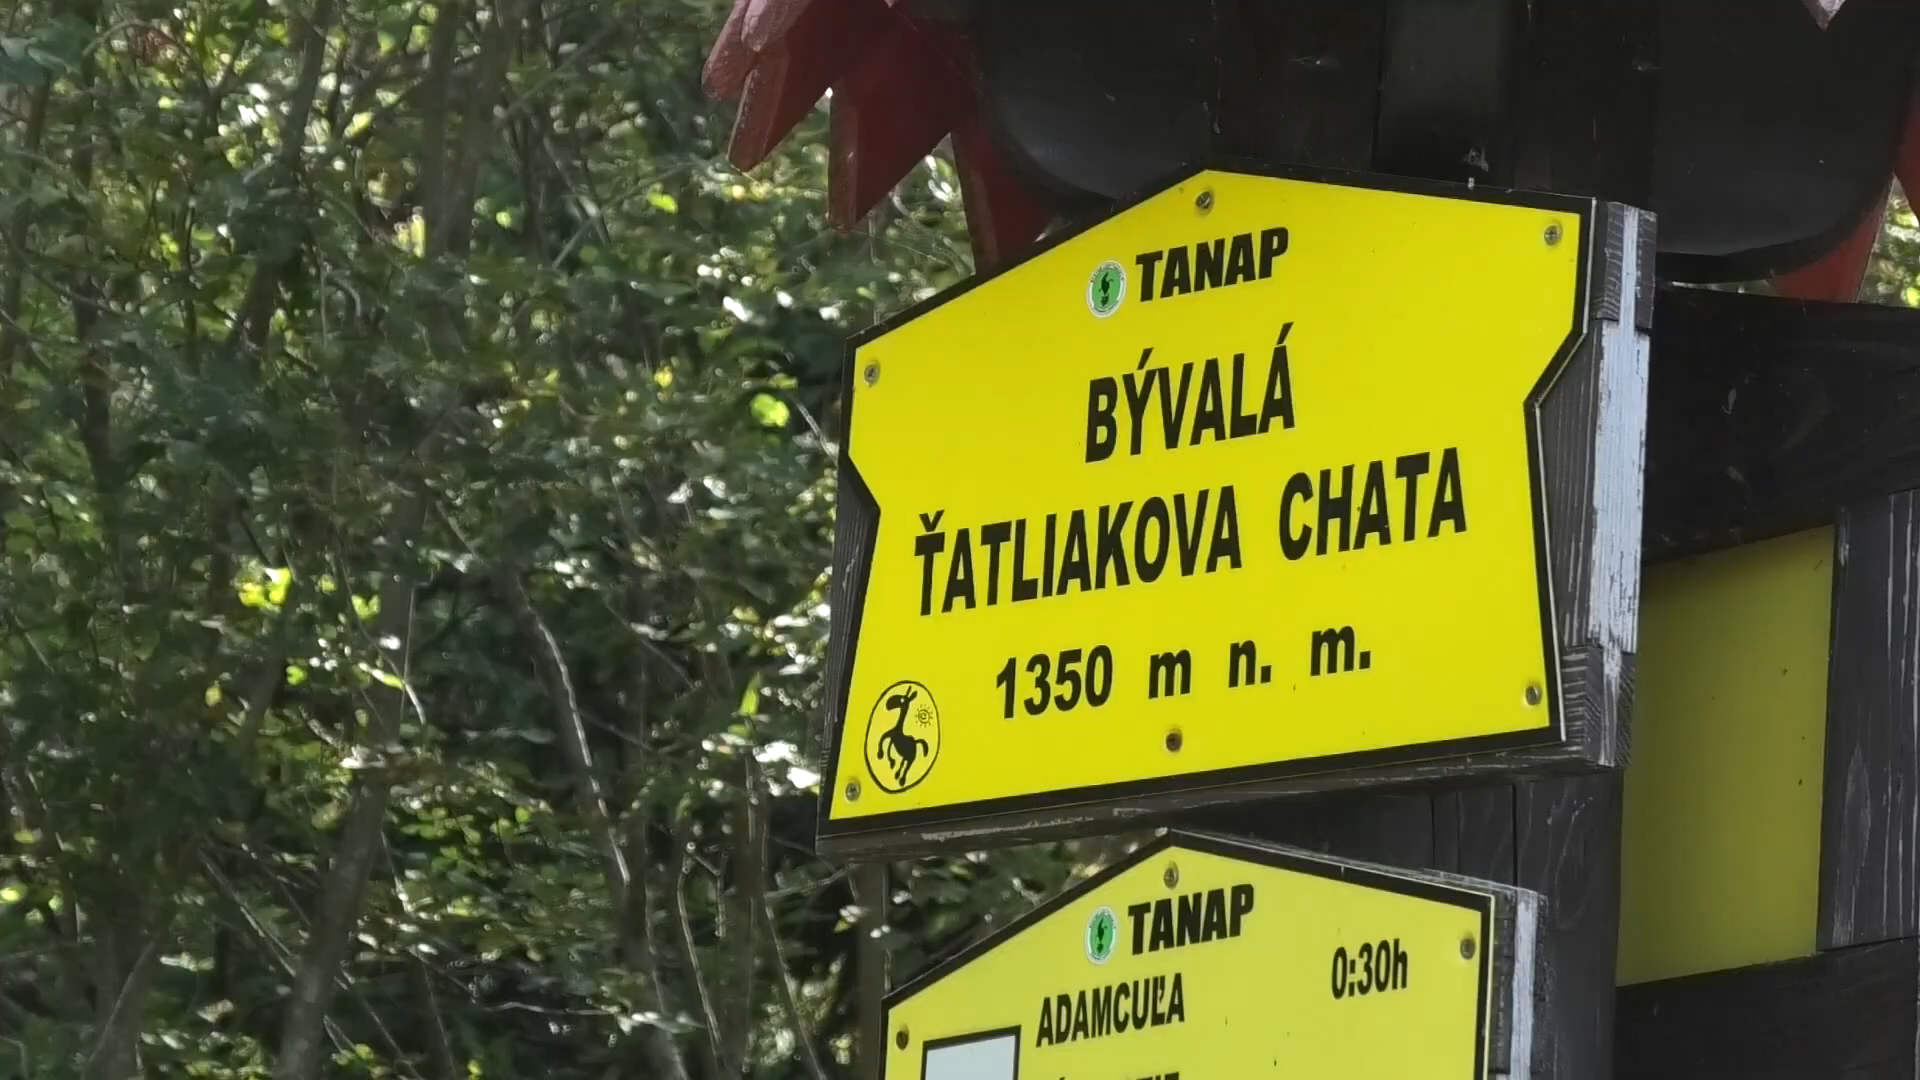 TANAP
BÝVALÁ
ŤATLIAKOVA CHATA
1350 m n. m.
TANAP
0:30h
ADAMCUĽA